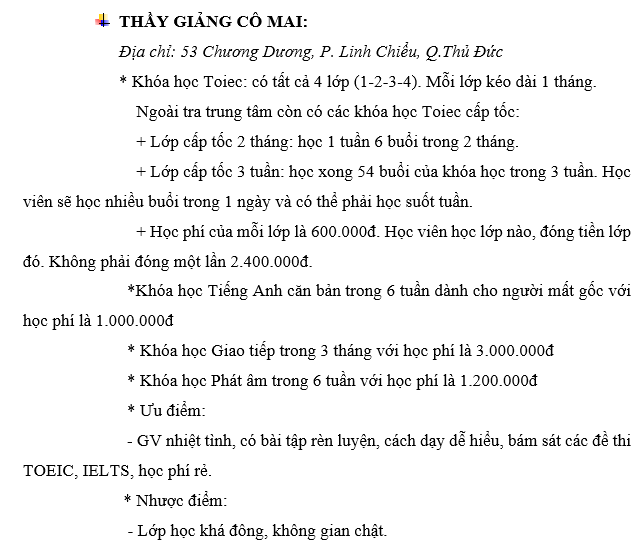 THẦY GIẢNG CÔ MAI:
Địa chỉ: 53 Chương Dương, P. Linh Chiểu, Q.Thủ Đức
* Khóa học Toiec: có tất cả 4 lớp (1-2-3-4). Mỗi lớp kéo dài 1 tháng.
Ngoài tra trung tâm còn có các khóa học Toiec cấp tốc:
+ Lớp cấp tốc 2 tháng: học 1 tuần 6 buổi trong 2 tháng.
+ Lớp cấp tốc 3 tuần: học xong 54 buổi của khóa học trong 3 tuần. Học
viên sẽ học nhiều buổi trong 1 ngày và có thể phải học suốt tuần.
+ Học phí của mỗi lớp là 600.000đ. Học viên học lớp nào, đóng tiền lớp
đó. Không phải đóng một lần 2.400.000đ.
*Khóa học Tiếng Anh căn bản trong 6 tuần dành cho người mất gốc với
học phí là 1.000.000đ
* Khóa học Giao tiếp trong 3 tháng với học phí là 3.000.000đ
* Khóa học Phát âm trong 6 tuần với học phí là 1.200.000đ
* Ưu điểm:
- GV nhiệt tình, có bài tập rèn luyện, cách dạy dễ hiểu, bám sát các đề thi
TOEIC, IELTS, học phí rẻ.
* Nhược điểm:
- Lớp học khá đông, không gian chật.